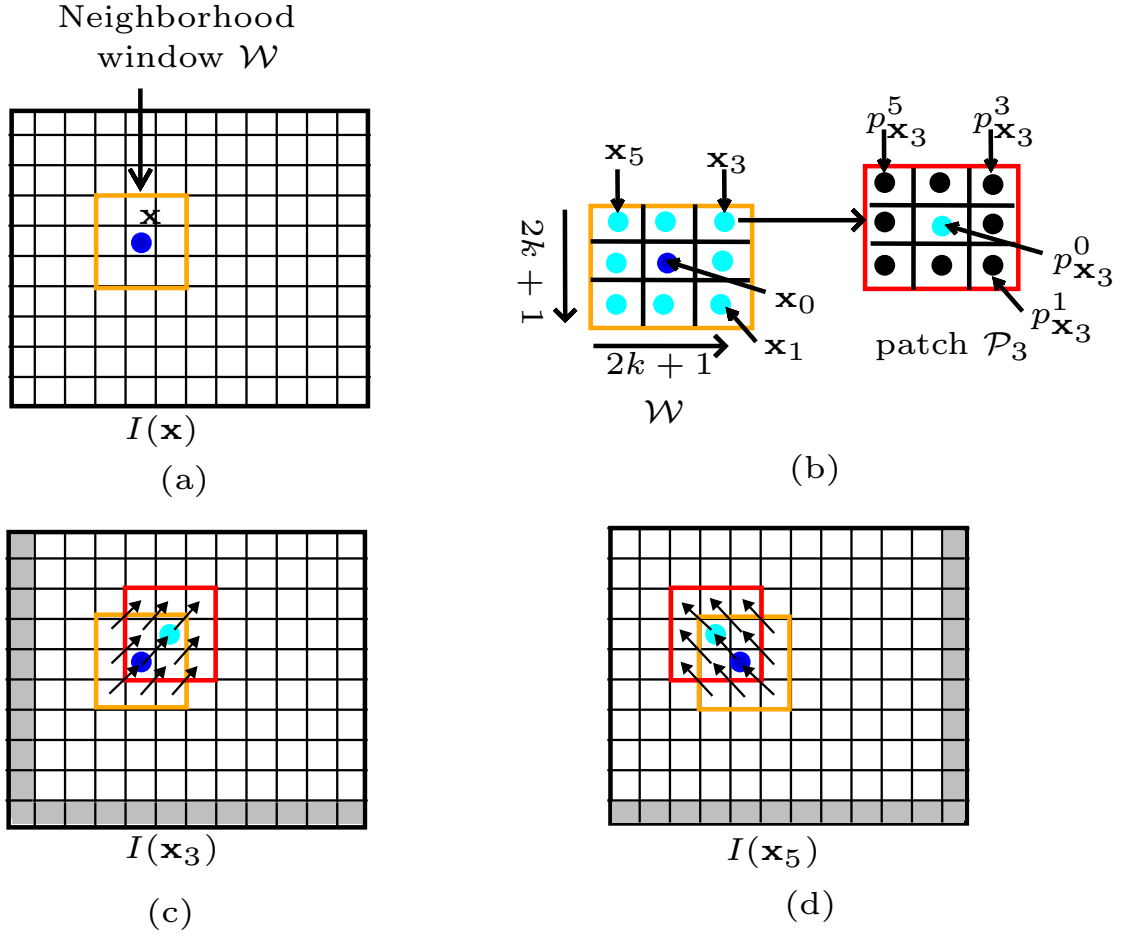 Neighborhood
window 𝒲
x
I(x)
(a)
x₅
x₃
2k + 1
x₀
x₁
2k + 1
𝒲
p⁵ₓ₃
p³ₓ₃
p⁰ₓ₃
p¹ₓ₃
patch 𝒫₃
(b)
I(x₃)
(c)
I(x₅)
(d)